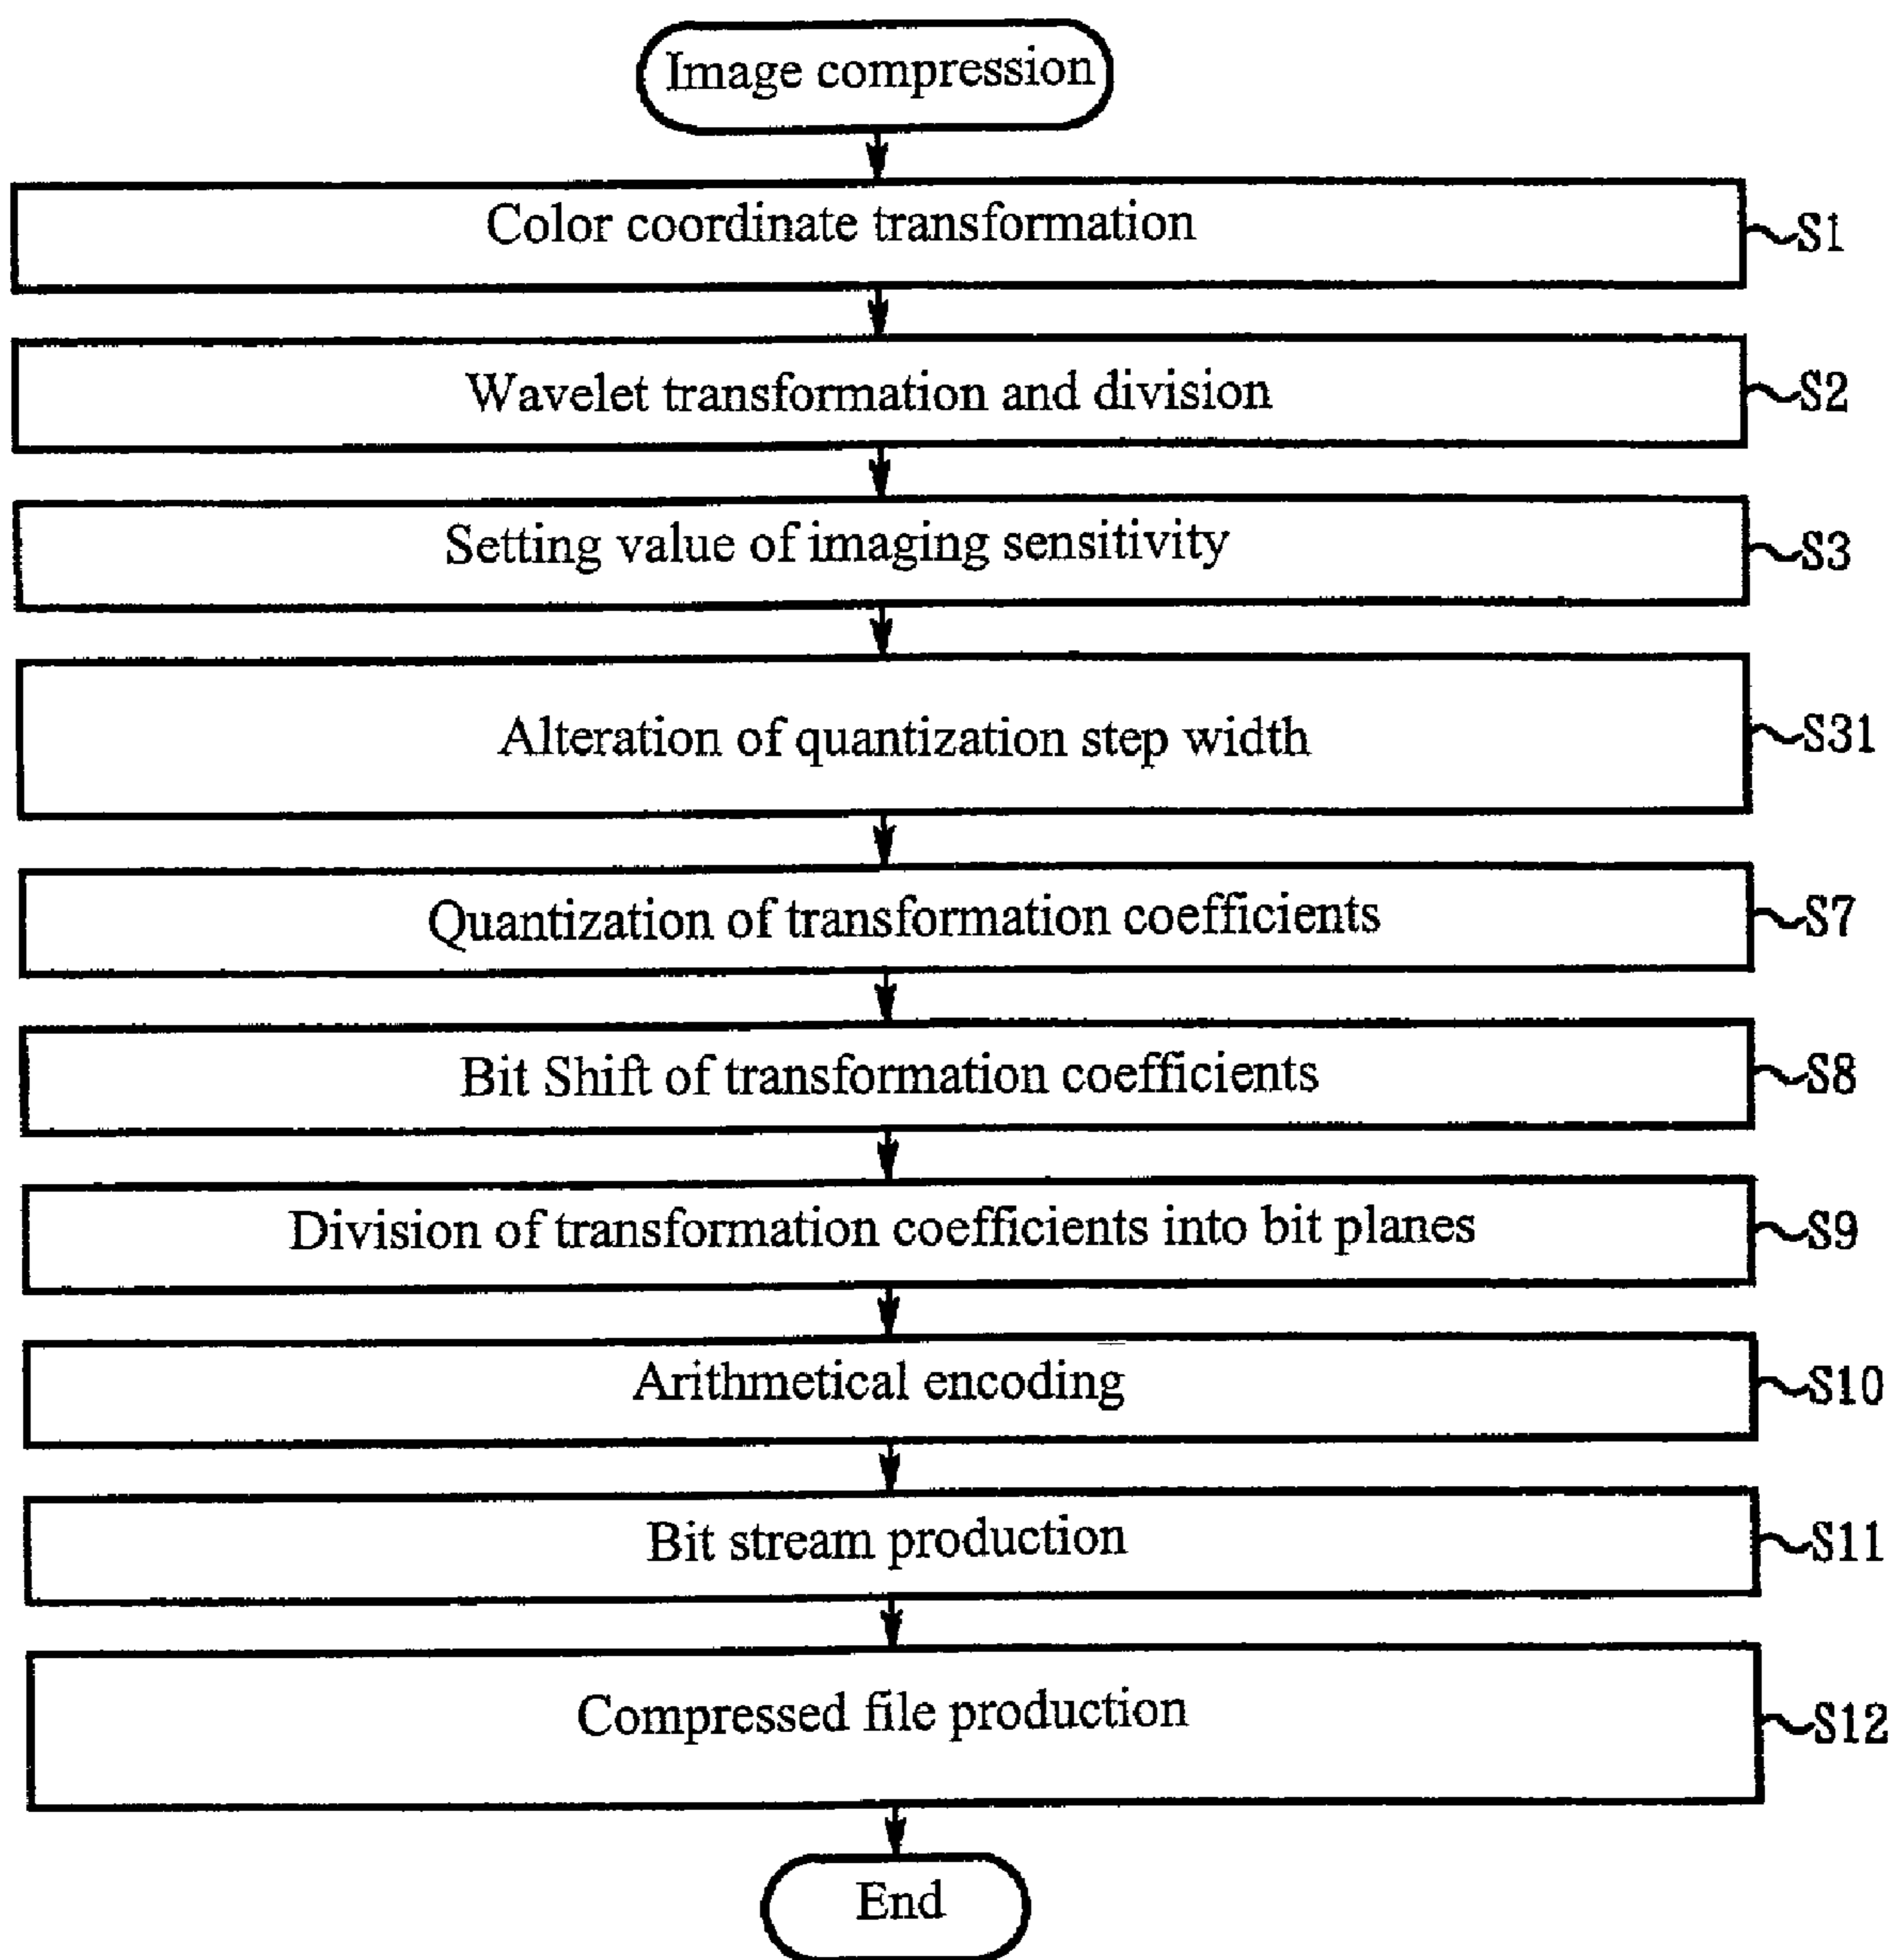 Image compression
Color coordinate transformation
S1
Wavelet transformation and division
S2
Setting value of imaging sensitivity
S3
Alteration of quantization step width
S31
Quantization of transformation coefficients
S7
Bit Shift of transformation coefficients
S8
Division of transformation coefficients into bit planes
S9
Arithmetical encoding
S10
Bit stream production
S11
Compressed file production
S12
End